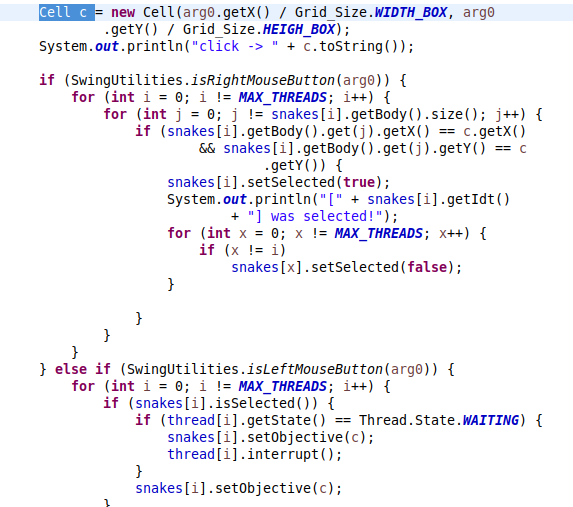 Cell c = new Cell(arg0.getX() / Grid_Size.WIDTH_BOX, arg0
.getY() / Grid_Size.HEIGH_BOX);
System.out.println("click -> " + c.toString());
if (SwingUtilities.isRightMouseButton(arg0)) {
for (int i = 0; i != MAX_THREADS; i++) {
for (int j = 0; j != snakes[i].getBody().size(); j++) {
if (snakes[i].getBody().get(j).getX() == c.getX()
&& snakes[i].getBody().get(j).getY() == c
.getY()) {
snakes[i].setSelected(true);
System.out.println("[" + snakes[i].getIdt()
+ "] was selected!");
for (int x = 0; x != MAX_THREADS; x++) {
if (x != i)
snakes[x].setSelected(false);
}
}
}
}
} else if (SwingUtilities.isLeftMouseButton(arg0)) {
for (int i = 0; i != MAX_THREADS; i++) {
if (snakes[i].isSelected()) {
if (thread[i].getState() == Thread.State.WAITING) {
snakes[i].setObjective(c);
thread[i].interrupt();
}
snakes[i].setObjective(c);
}